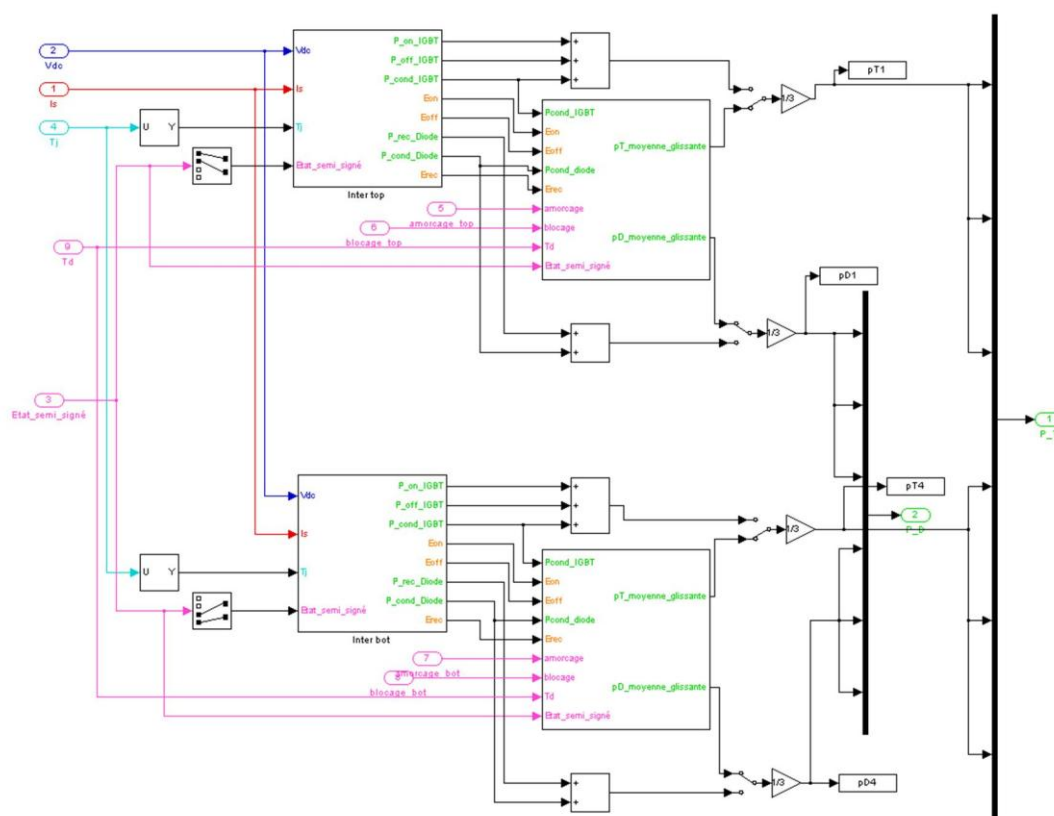 2
Vdc
1
Is
4
Tj
U Y
Vdc
Is
Tj
Etat_semi_signé
P_on_IGBT
P_off_IGBT
P_cond_IGBT
Eon
Eoff
P_rec_Diode
P_cond_Diode
Erec
Inter top
+
+
+
1/3
pT1
5
amorcage_top
6
blocage_top
9
Td
Pcond_IGBT
Eon
Eoff
Pcond_diode
Erec
amorcage
blocage
Td
Etat_semi_signé
pT_moyenne_glissante
pD_moyenne_glissante
+
+
1/3
pD1
3
Etat_semi_signé
1
2
P_D
U Y
Vdc
Is
Tj
Etat_semi_signé
P_on_IGBT
P_off_IGBT
P_cond_IGBT
Eon
Eoff
P_rec_Diode
P_cond_Diode
Erec
Inter bot
+
+
+
1/3
pT4
7
amorcage_bot
8
blocage_bot
Pcond_IGBT
Eon
Eoff
Pcond_diode
Erec
amorcage
blocage
Td
Etat_semi_signé
pT_moyenne_glissante
pD_moyenne_glissante
+
+
1/3
pD4